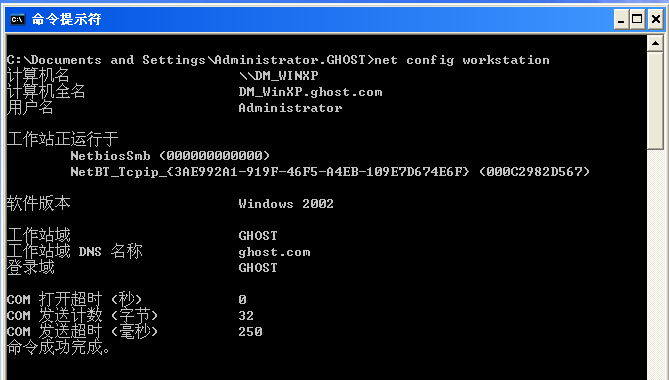 命令提示符
C:\Documents and Settings\Administrator.GHOST>net config workstation
计算机名 \\DM_WINXP
计算机全名 DM_WinXP.ghost.com
用户名 Administrator
工作站正运行于
NetbiosSmb (000000000000)
NetBT_Tcpip_{3AE992A1-919F-46F5-A4EB-109E7D674E6F} (000C2982D567)
软件版本 Windows 2002
工作站域 GHOST
工作站域 DNS 名称 ghost.com
登录域 GHOST
COM 打开超时 (秒) 0
COM 发送计数 (字节) 32
COM 发送超时 (毫秒) 250
命令成功完成。